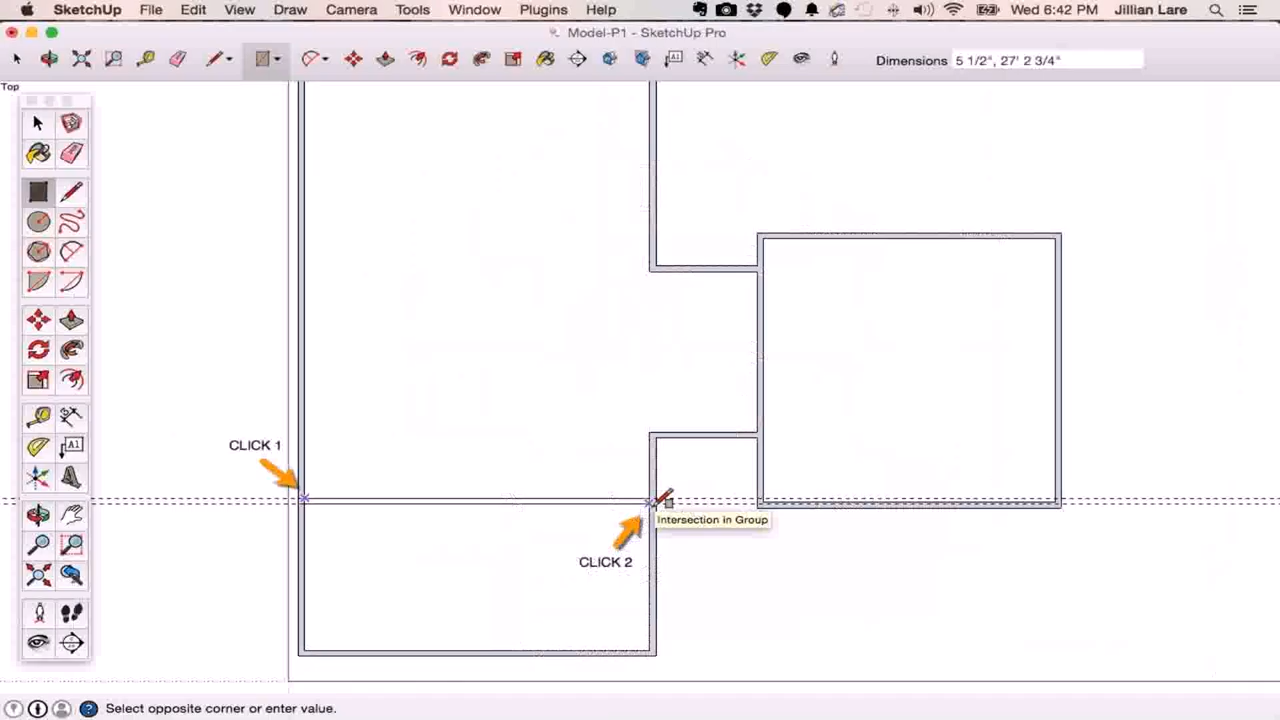 SketchUp File Edit View Draw Camera Tools Window Plugins Help Wed 6:42 PM Jillian Lare
Model-P1 - SketchUp Pro
Dimensions 5 1/2", 27' 2 3/4"
Top
A1
CLICK 1
Intersection in Group
CLICK 2
Select opposite corner or enter value.